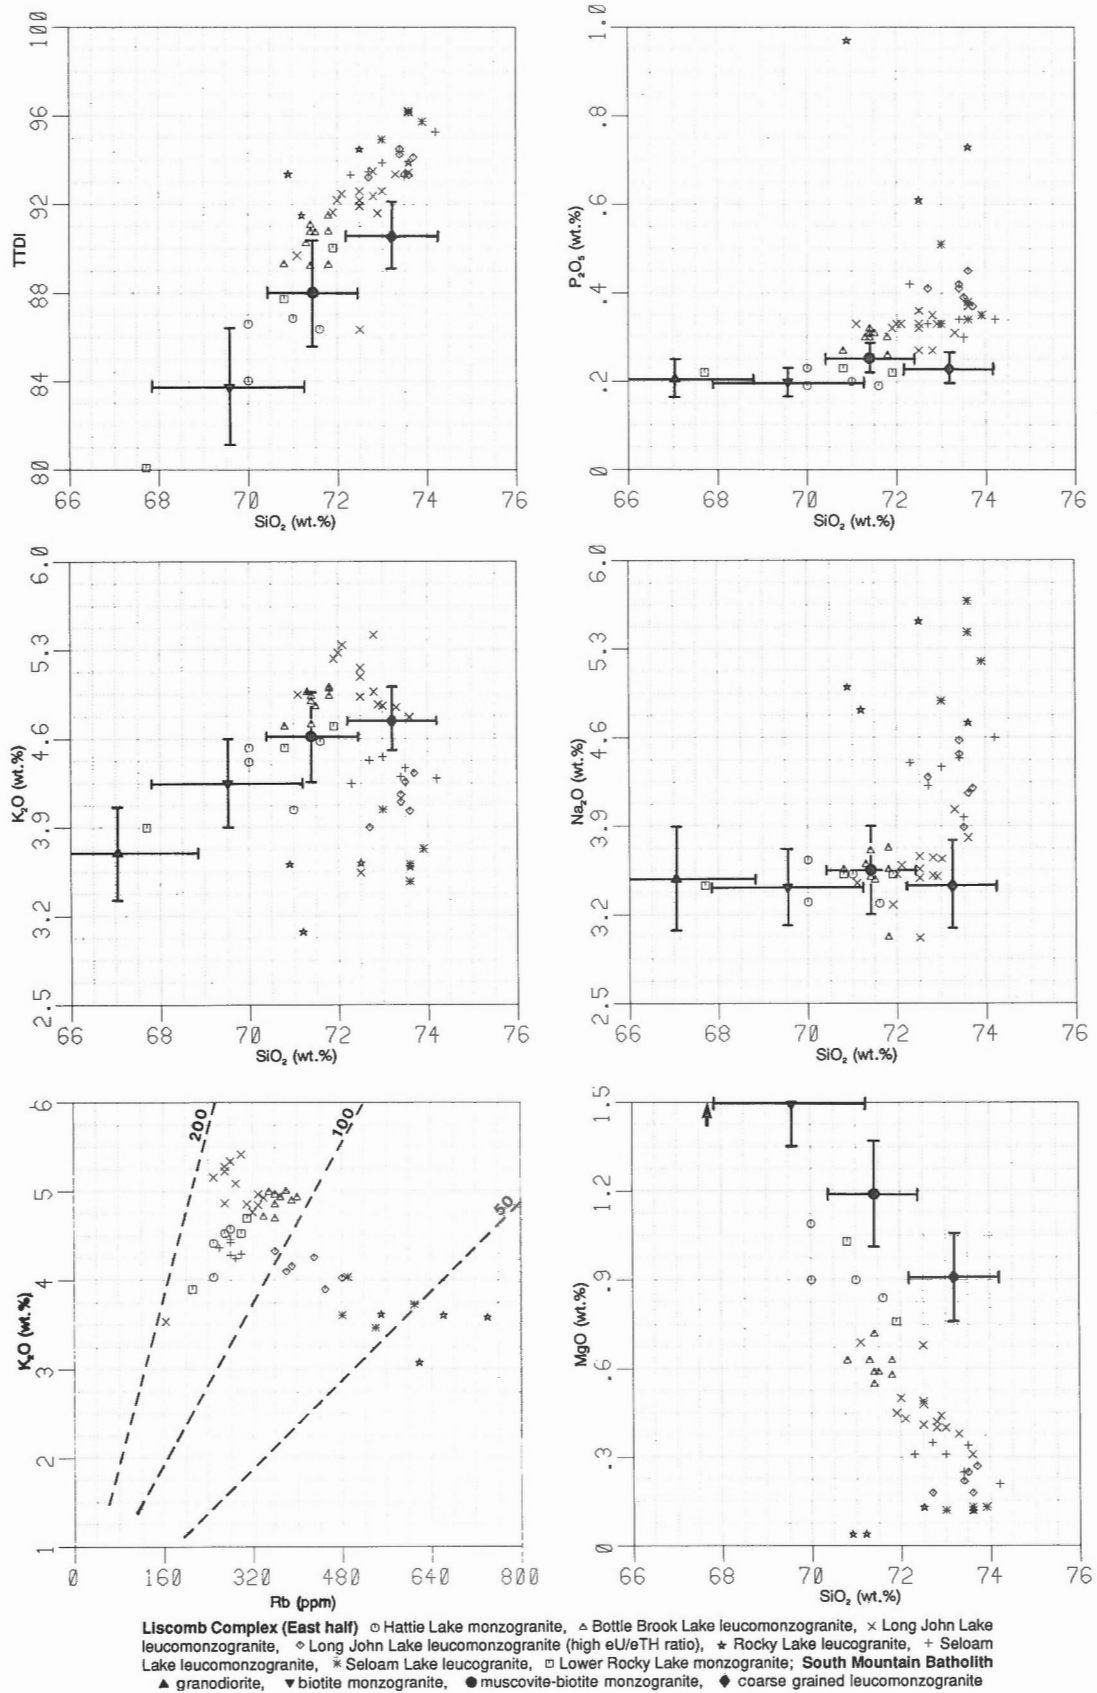 100
96
92
88
84
80
TTDI
66 68 70 72 74 76
SiO₂ (wt.%)
1.0
.8
.6
.4
.2
0
P₂O₅ (wt.%)
66 68 70 72 74 76
SiO₂ (wt.%)
6.0
5.3
4.6
3.9
3.2
2.5
K₂O (wt.%)
66 68 70 72 74 76
SiO₂ (wt.%)
6.0
5.3
4.6
3.9
3.2
2.5
Na₂O (wt.%)
66 68 70 72 74 76
SiO₂ (wt.%)
6
5
4
3
2
1
K₂O (wt.%)
200
100
50
0 160 320 480 640 800
Rb (ppm)
1.5
1.2
.9
.6
.3
0
MgO (wt.%)
66 68 70 72 74 76
SiO₂ (wt.%)
Liscomb Complex (East half) ⊙ Hattie Lake monzogranite, △ Bottle Brook Lake leucomonzogranite, × Long John Lake
leucomonzogranite, ◇ Long John Lake leucomonzogranite (high eU/eTH ratio), ★ Rocky Lake leucogranite, + Seloam
Lake leucomonzogranite, ✳ Seloam Lake leucogranite, □ Lower Rocky Lake monzogranite; South Mountain Batholith
▲ granodiorite, ▼ biotite monzogranite, ● muscovite-biotite monzogranite, ◆ coarse grained leucomonzogranite